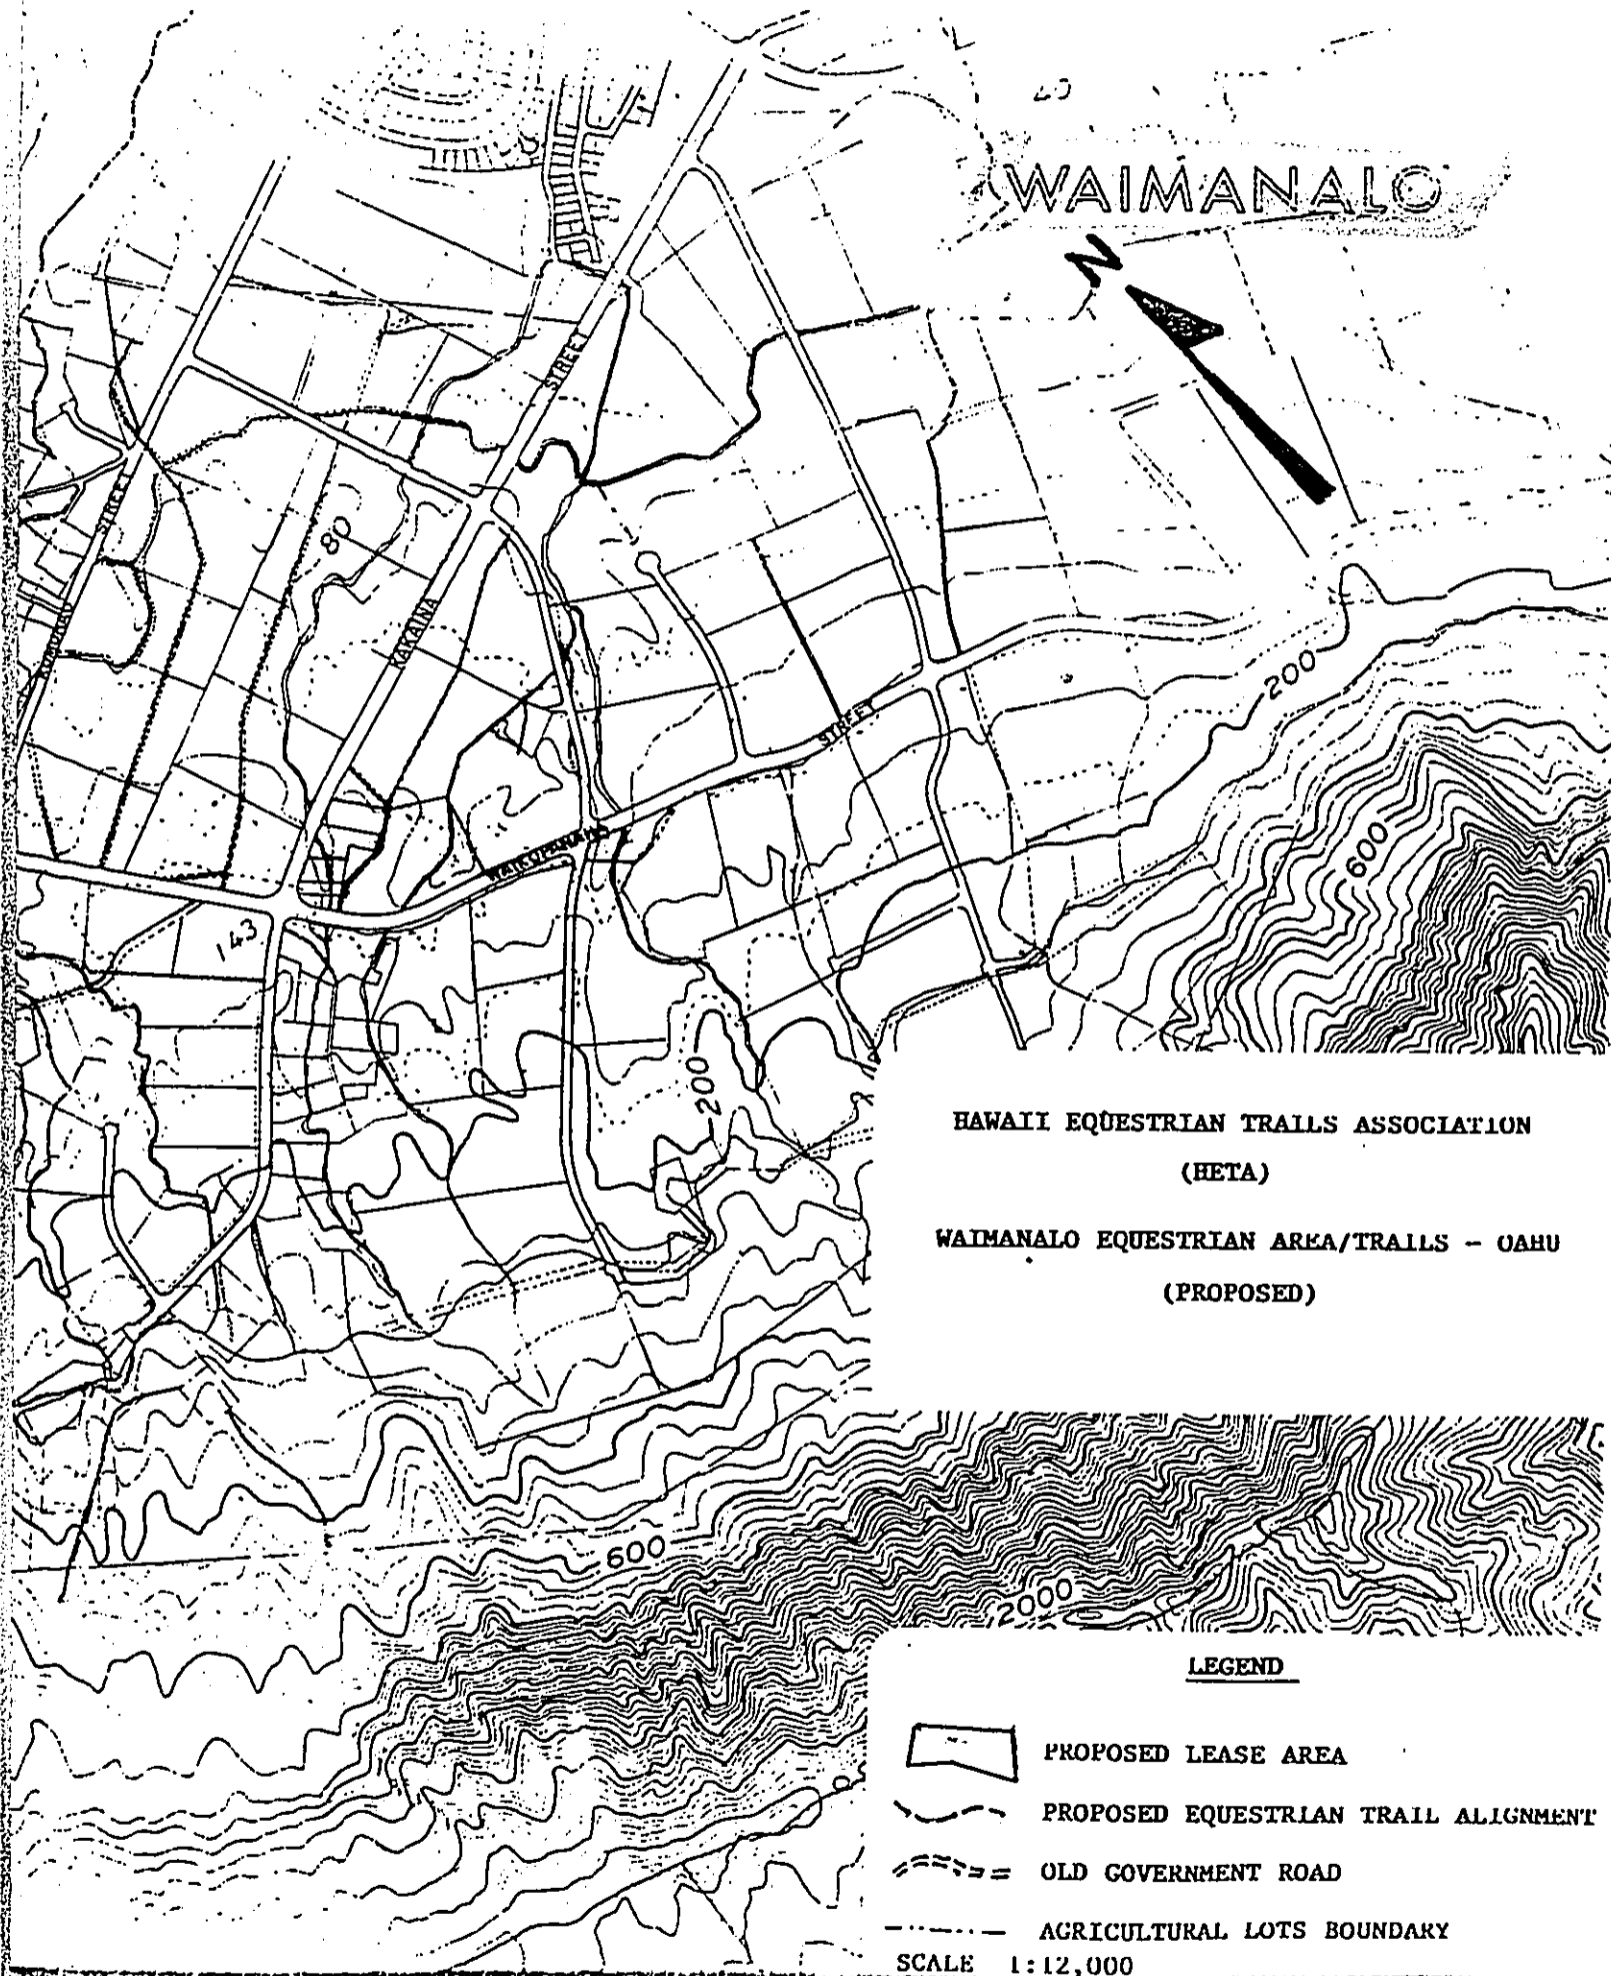 WAIMANALO
N
STREET
80
STREET
KAKAINA
STREET
200
WAIKUPANAHA
600
143
200
HAWAII EQUESTRIAN TRAILS ASSOCIATION
(HETA)
WAIMANALO EQUESTRIAN AREA/TRAILS - OAHU
(PROPOSED)
600
2000
LEGEND
PROPOSED LEASE AREA
PROPOSED EQUESTRIAN TRAIL ALIGNMENT
OLD GOVERNMENT ROAD
AGRICULTURAL LOTS BOUNDARY
SCALE 1:12,000